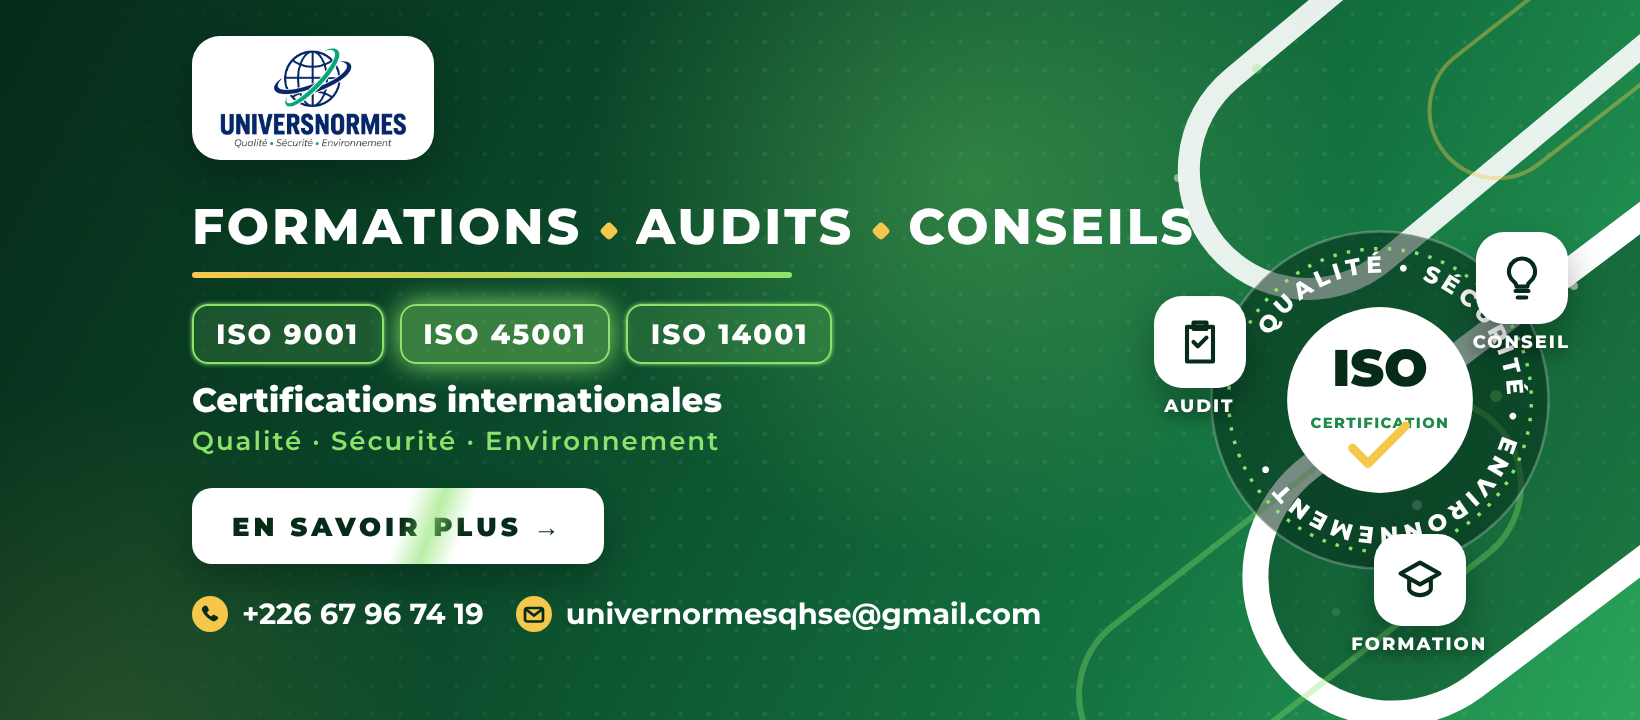 UNIVERSNORMES
Qualité • Sécurité • Environnement
FORMATIONS • AUDITS • CONSEILS
ISO 9001
ISO 45001
ISO 14001
Certifications internationales
Qualité · Sécurité · Environnement
EN SAVOIR PLUS →
+226 67 96 74 19
univernormesqhse@gmail.com
QUALITÉ • SÉCURITÉ • ENVIRONNEMENT •
ISO
CERTIFICATION
AUDIT
CONSEIL
FORMATION